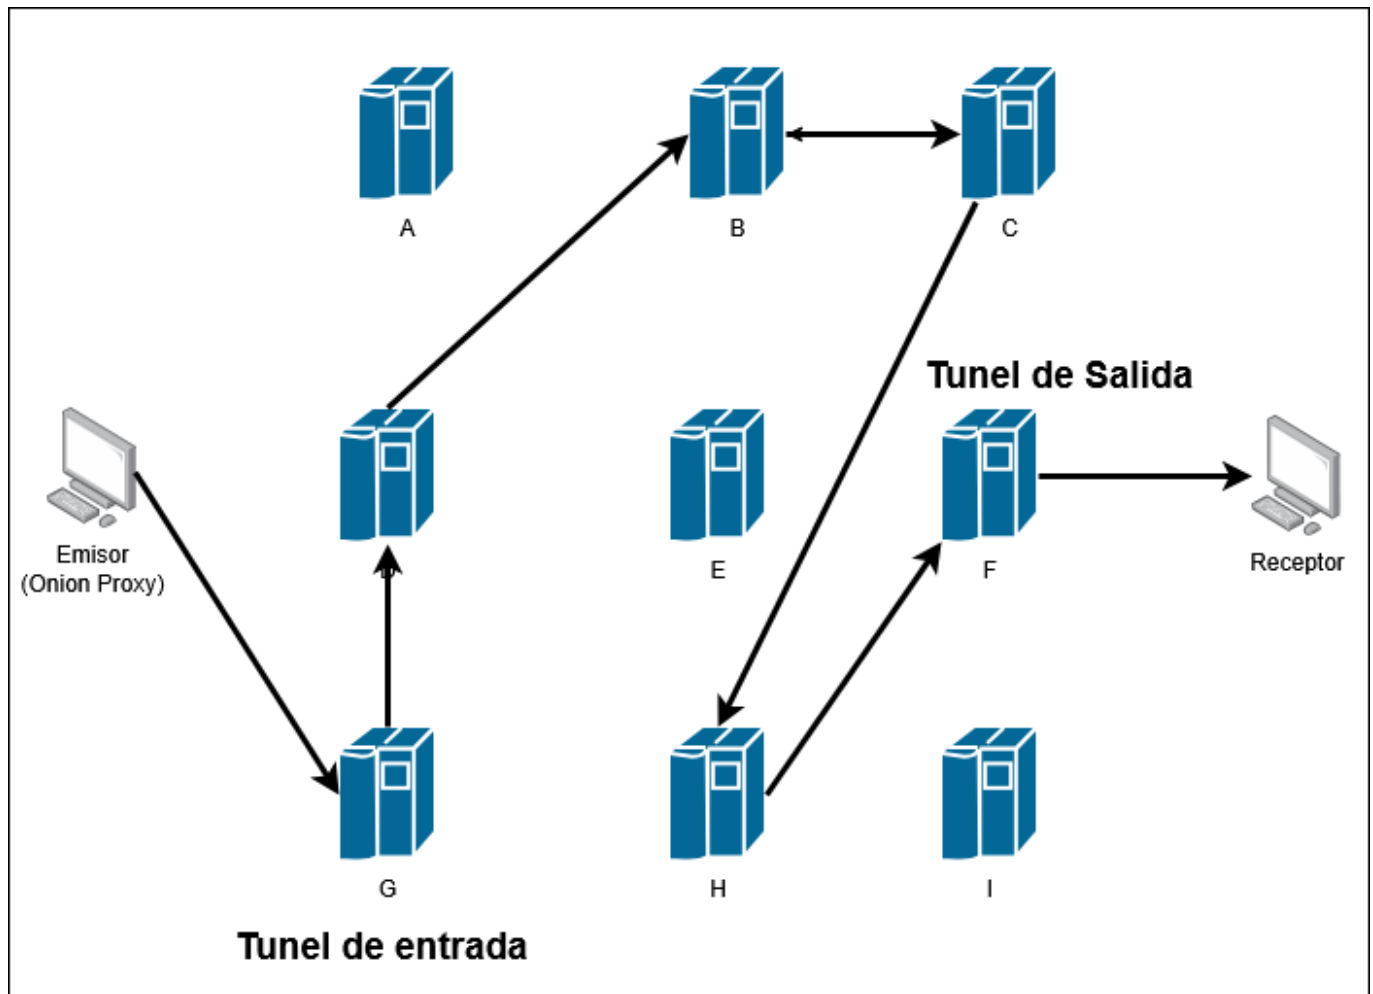 A
B
C
Tunel de Salida
Emisor
(Onion Proxy)
D
E
F
Receptor
G
H
I
Tunel de entrada